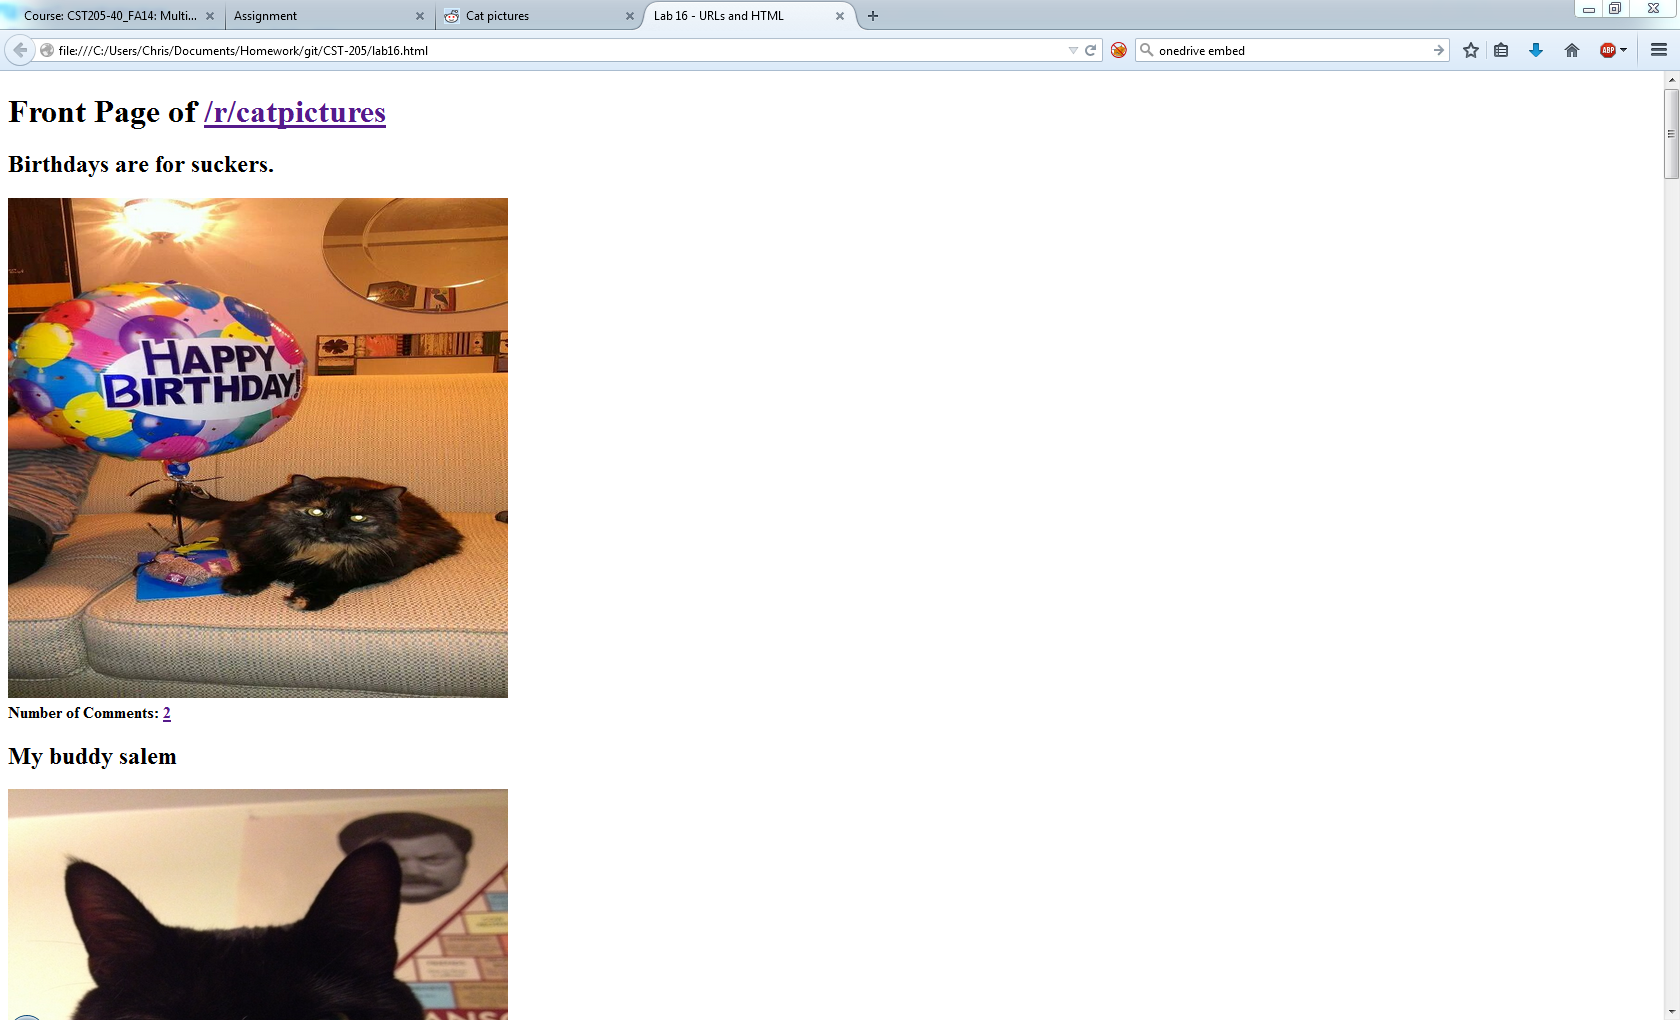 Course: CST205-40_FA14: Multi...
Assignment
Cat pictures
Lab 16 - URLs and HTML
file:///C:/Users/Chris/Documents/Homework/git/CST-205/lab16.html
onedrive embed
ABP
Front Page of /r/catpictures
Birthdays are for suckers.
HAPPY
BIRTHDAY!
Number of Comments: 2
My buddy salem
ANS